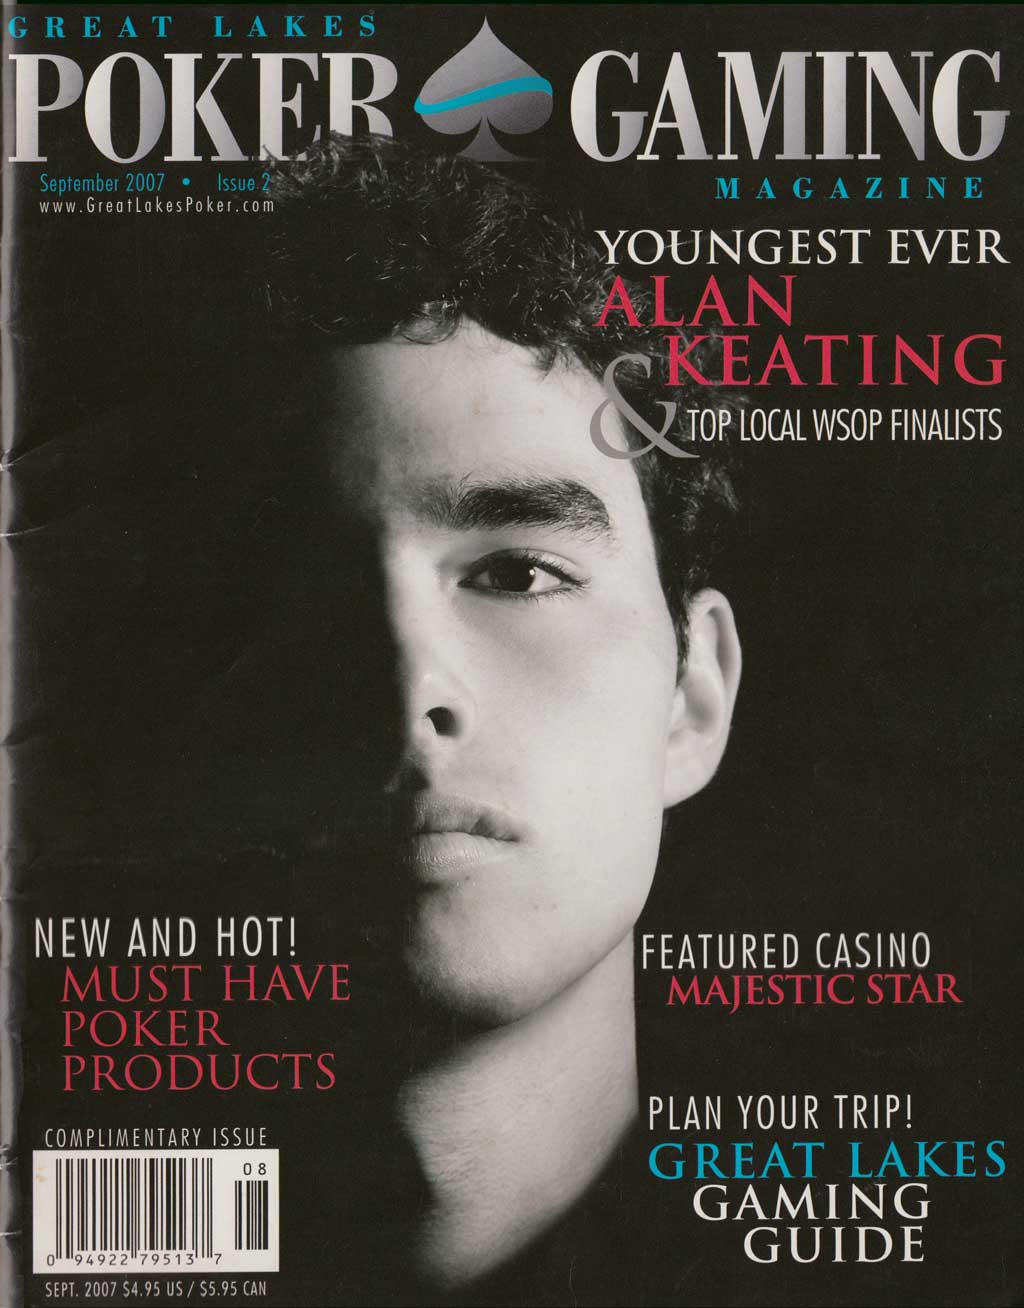 GREAT LAKES
POKER GAMING
MAGAZINE
September 2007 • Issue 2
www.GreatLakesPoker.com
YOUNGEST EVER
ALAN
KEATING
& TOP LOCAL WSOP FINALISTS
NEW AND HOT!
MUST HAVE
POKER
PRODUCTS
FEATURED CASINO
MAJESTIC STAR
PLAN YOUR TRIP!
GREAT LAKES
GAMING
GUIDE
COMPLIMENTARY ISSUE
08
0 94922 79513 7
SEPT. 2007 $4.95 US / $5.95 CAN